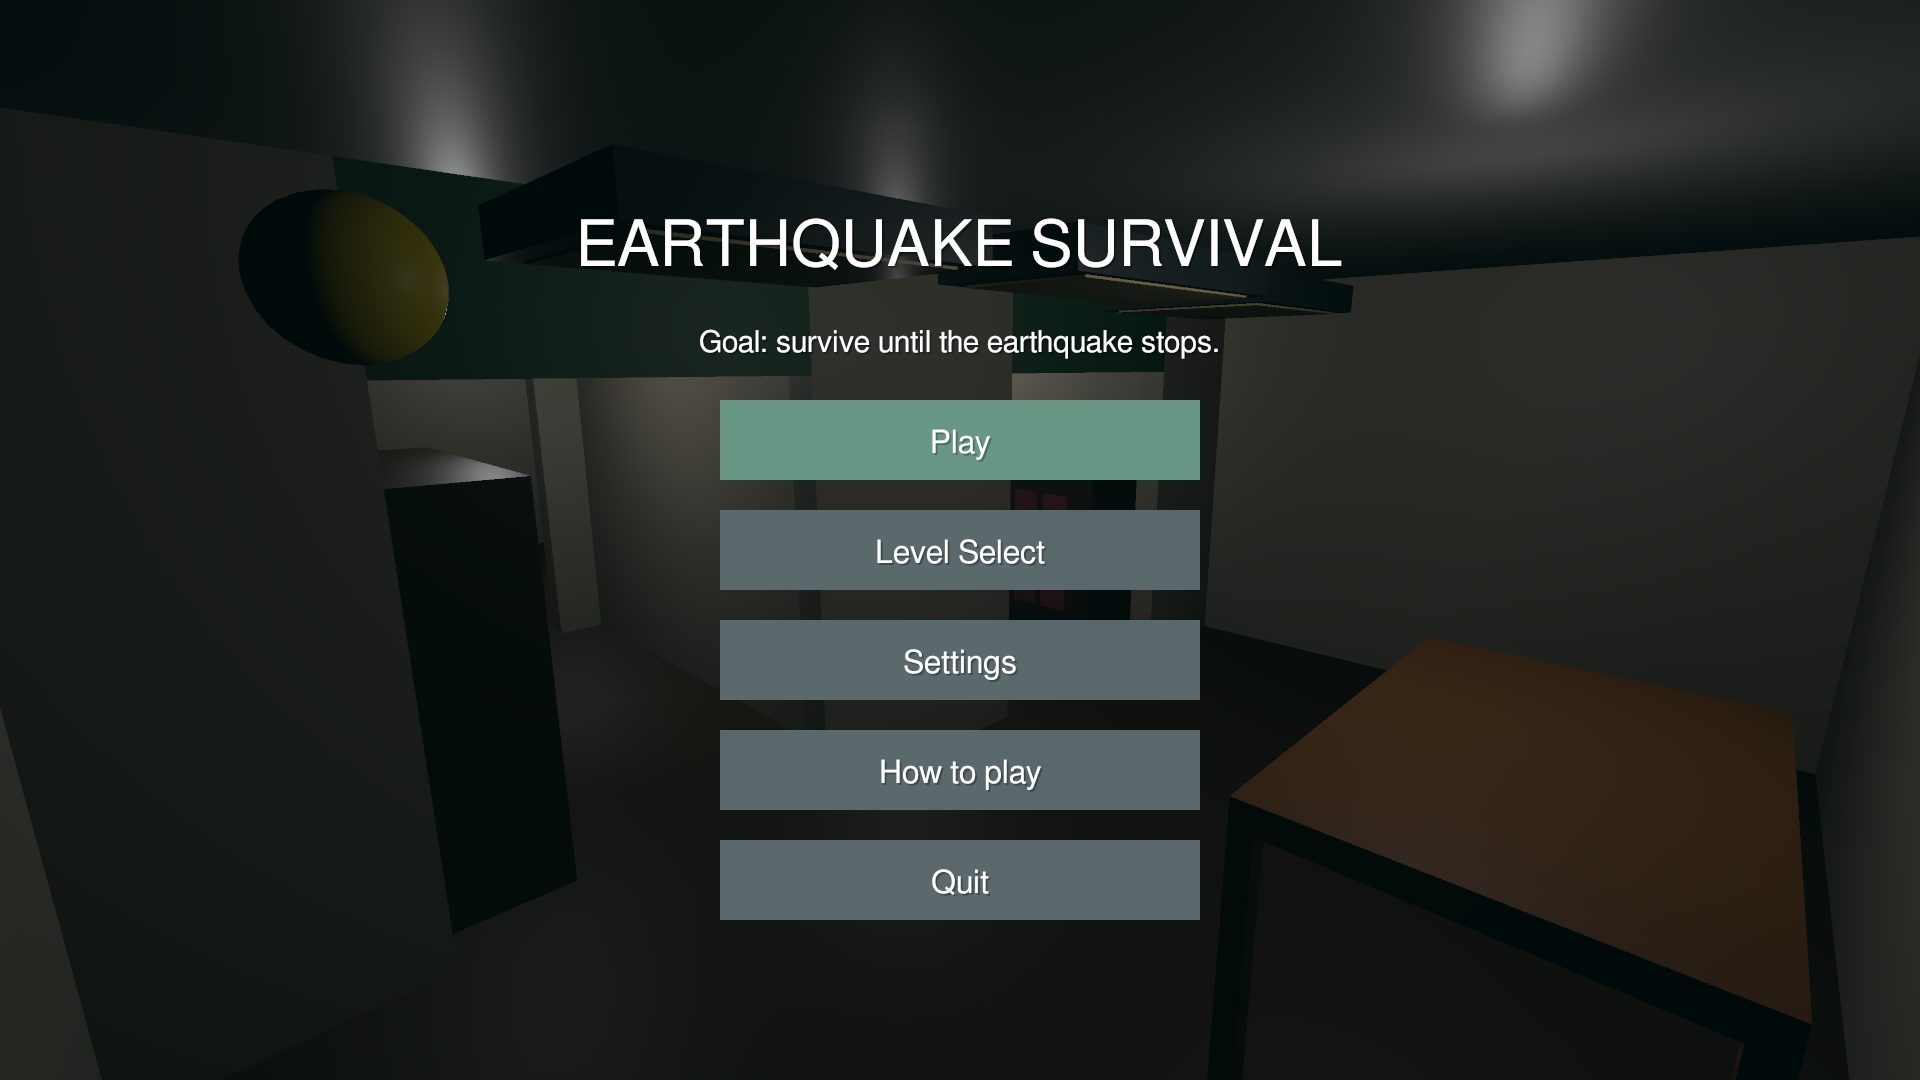 EARTHQUAKE SURVIVAL
Goal: survive until the earthquake stops.
Play
Level Select
Settings
How to play
Quit